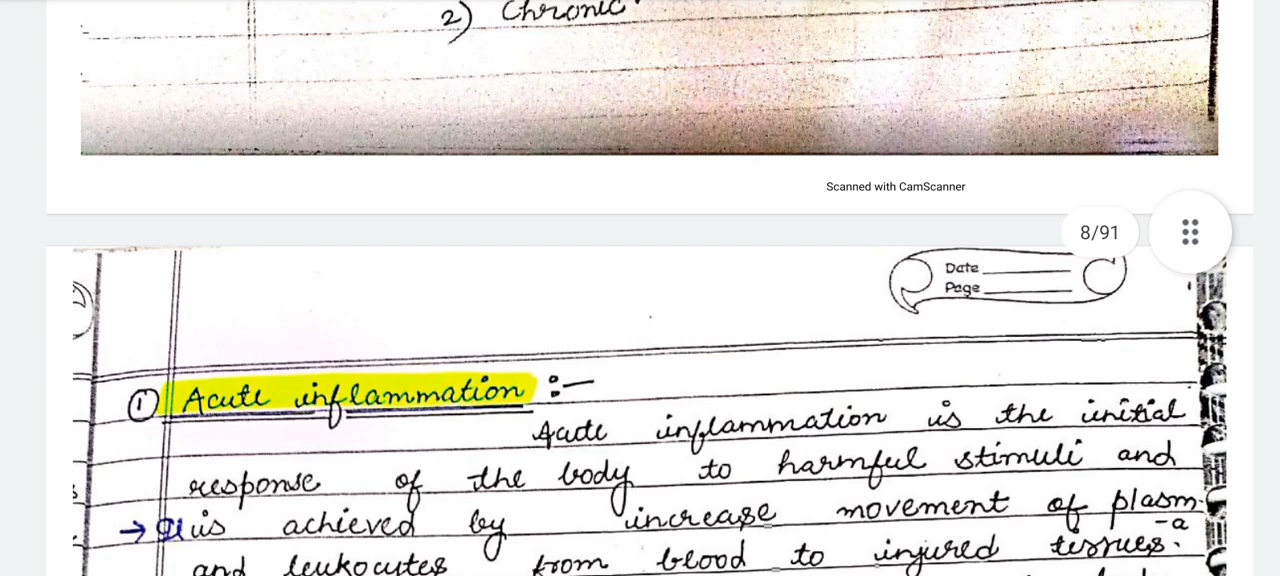 2) Chronic
Scanned with CamScanner
8/91
Date
Page
① Acute inflammation :-
Acute inflammation is the initial
response of the body to harmful stimuli and
→ is achieved by increase movement of plasm-
-a
and leukocytes from blood to injured tissues.